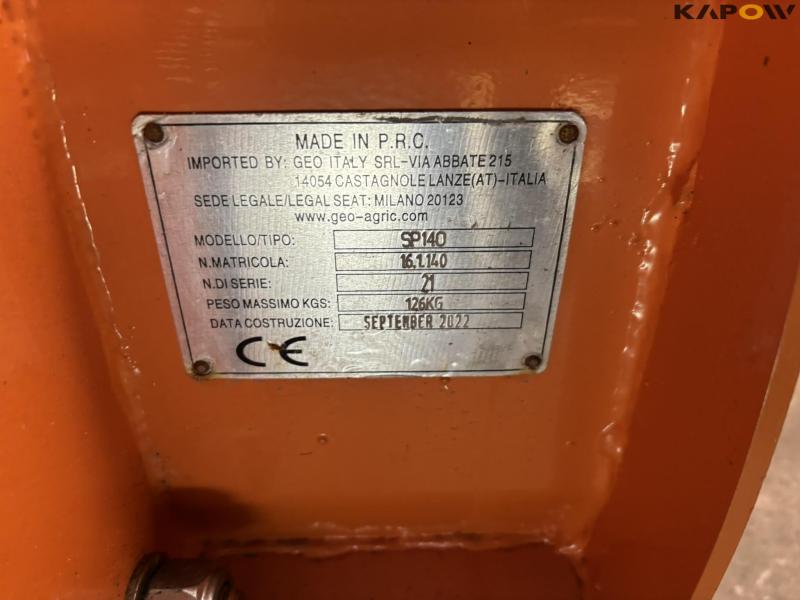 KAPOW
MADE IN P.R.C.
IMPORTED BY: GEO ITALY SRL-VIA ABBATE 215
14054 CASTAGNOLE LANZE(AT)-ITALIA
SEDE LEGALE/LEGAL SEAT: MILANO 20123
www.geo-agric.com
MODELLO/TIPO: SP140
N.MATRICOLA: 16.1.140
N.DI SERIE: 21
PESO MASSIMO KGS: 126KG
DATA COSTRUZIONE: SEPTEMBER 2022
CE